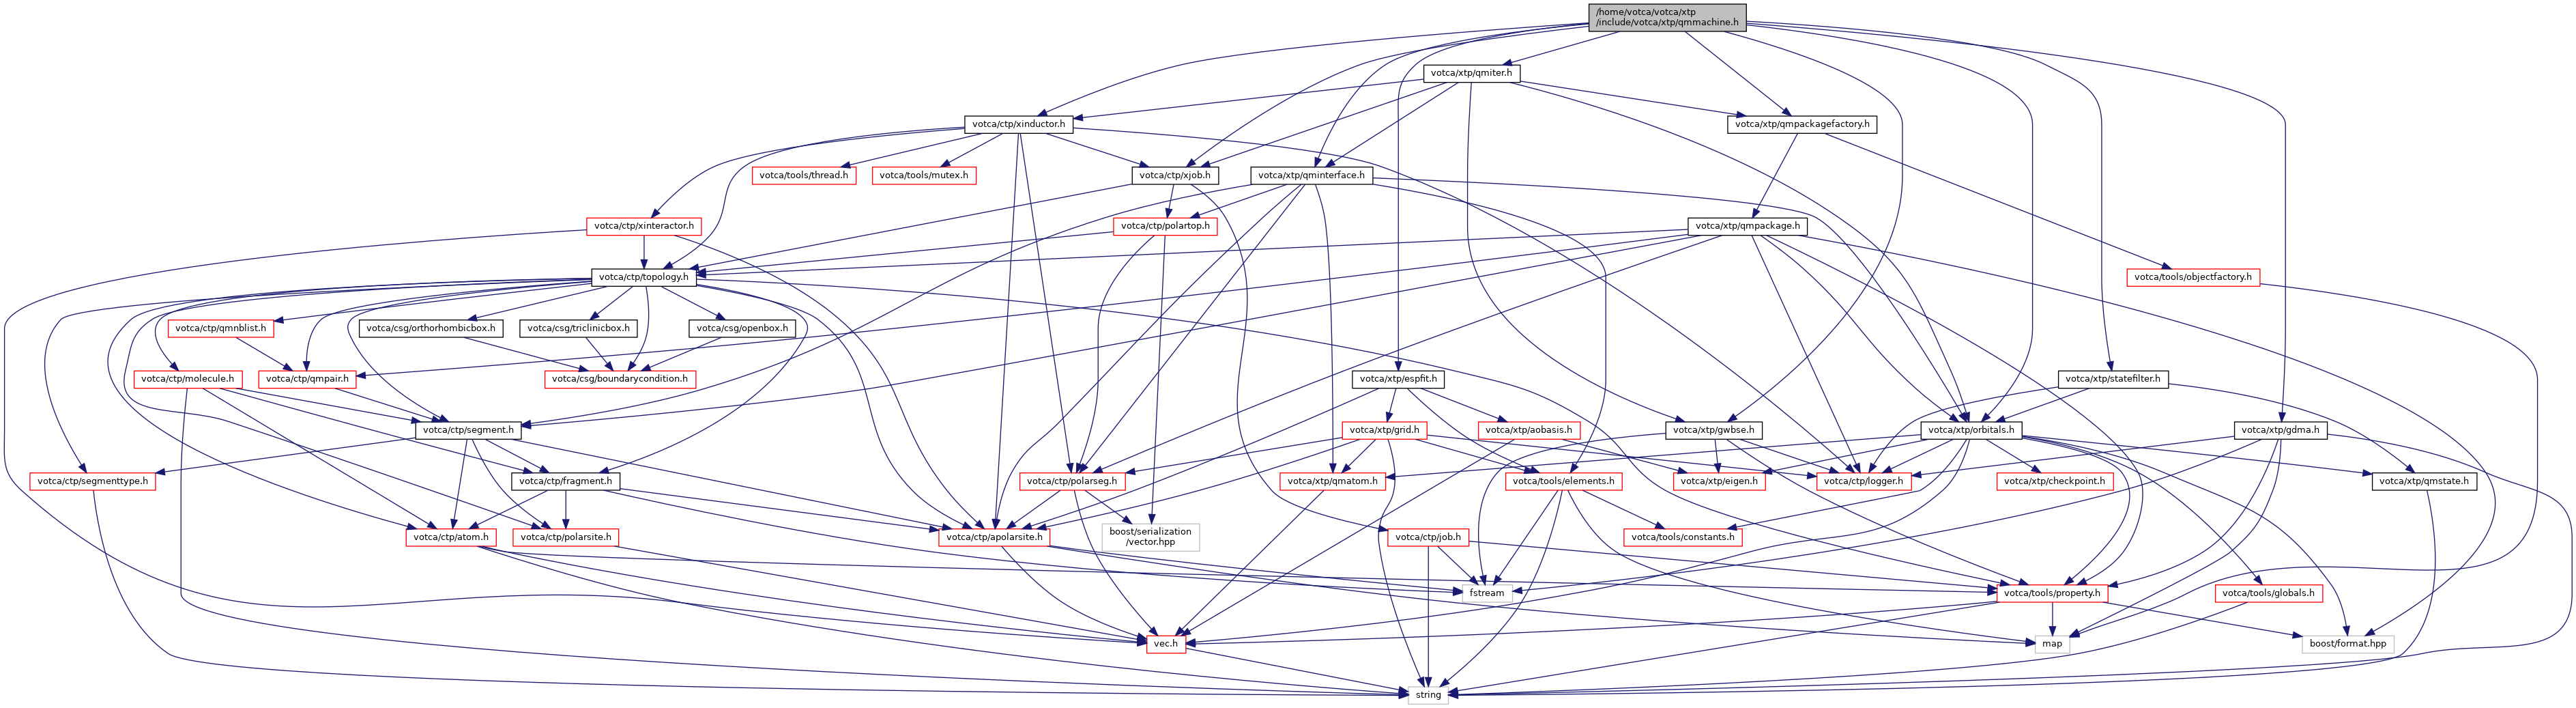 /home/votca/votca/xtp
/include/votca/xtp/qmmachine.h
votca/xtp/qmiter.h
votca/ctp/xinductor.h
votca/xtp/qmpackagefactory.h
votca/tools/thread.h
votca/tools/mutex.h
votca/ctp/xjob.h
votca/xtp/qminterface.h
votca/ctp/xinteractor.h
votca/ctp/polartop.h
votca/xtp/qmpackage.h
votca/ctp/topology.h
votca/tools/objectfactory.h
votca/ctp/qmnblist.h
votca/csg/orthorhombicbox.h
votca/csg/triclinicbox.h
votca/csg/openbox.h
votca/ctp/molecule.h
votca/ctp/qmpair.h
votca/csg/boundarycondition.h
votca/xtp/espfit.h
votca/xtp/statefilter.h
votca/ctp/segment.h
votca/xtp/grid.h
votca/xtp/aobasis.h
votca/xtp/gwbse.h
votca/xtp/orbitals.h
votca/xtp/gdma.h
votca/ctp/segmenttype.h
votca/ctp/fragment.h
votca/ctp/polarseg.h
votca/xtp/qmatom.h
votca/tools/elements.h
votca/xtp/eigen.h
votca/ctp/logger.h
votca/xtp/checkpoint.h
votca/xtp/qmstate.h
votca/ctp/atom.h
votca/ctp/polarsite.h
votca/ctp/apolarsite.h
boost/serialization
/vector.hpp
votca/ctp/job.h
votca/tools/constants.h
fstream
votca/tools/property.h
votca/tools/globals.h
vec.h
map
boost/format.hpp
string